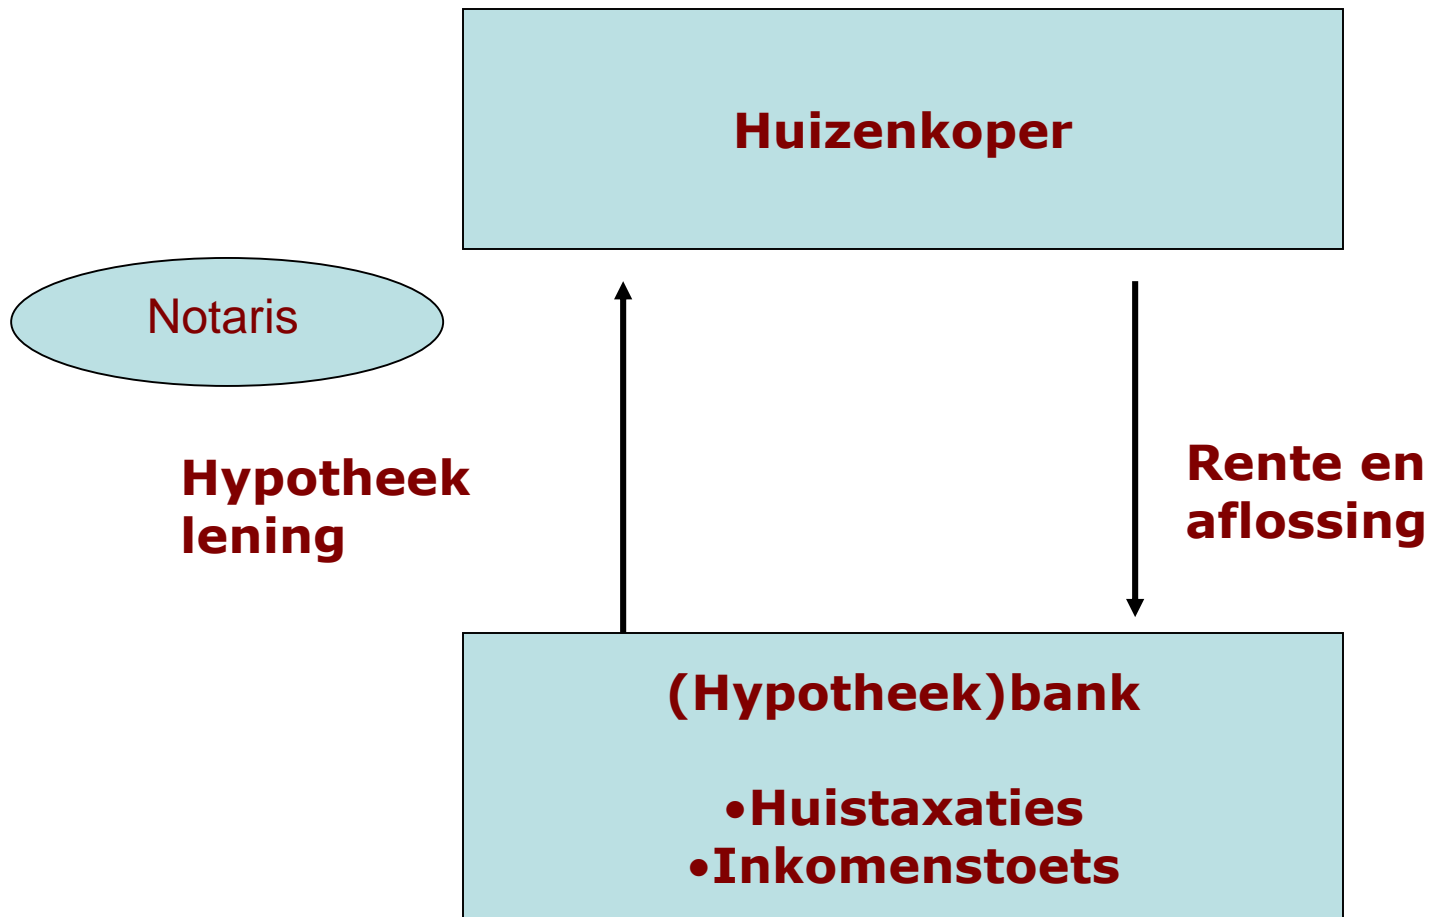 Huizenkoper
Notaris
Hypotheek
lening
Rente en
aflossing
(Hypotheek)bank
•Huistaxaties
•Inkomenstoets